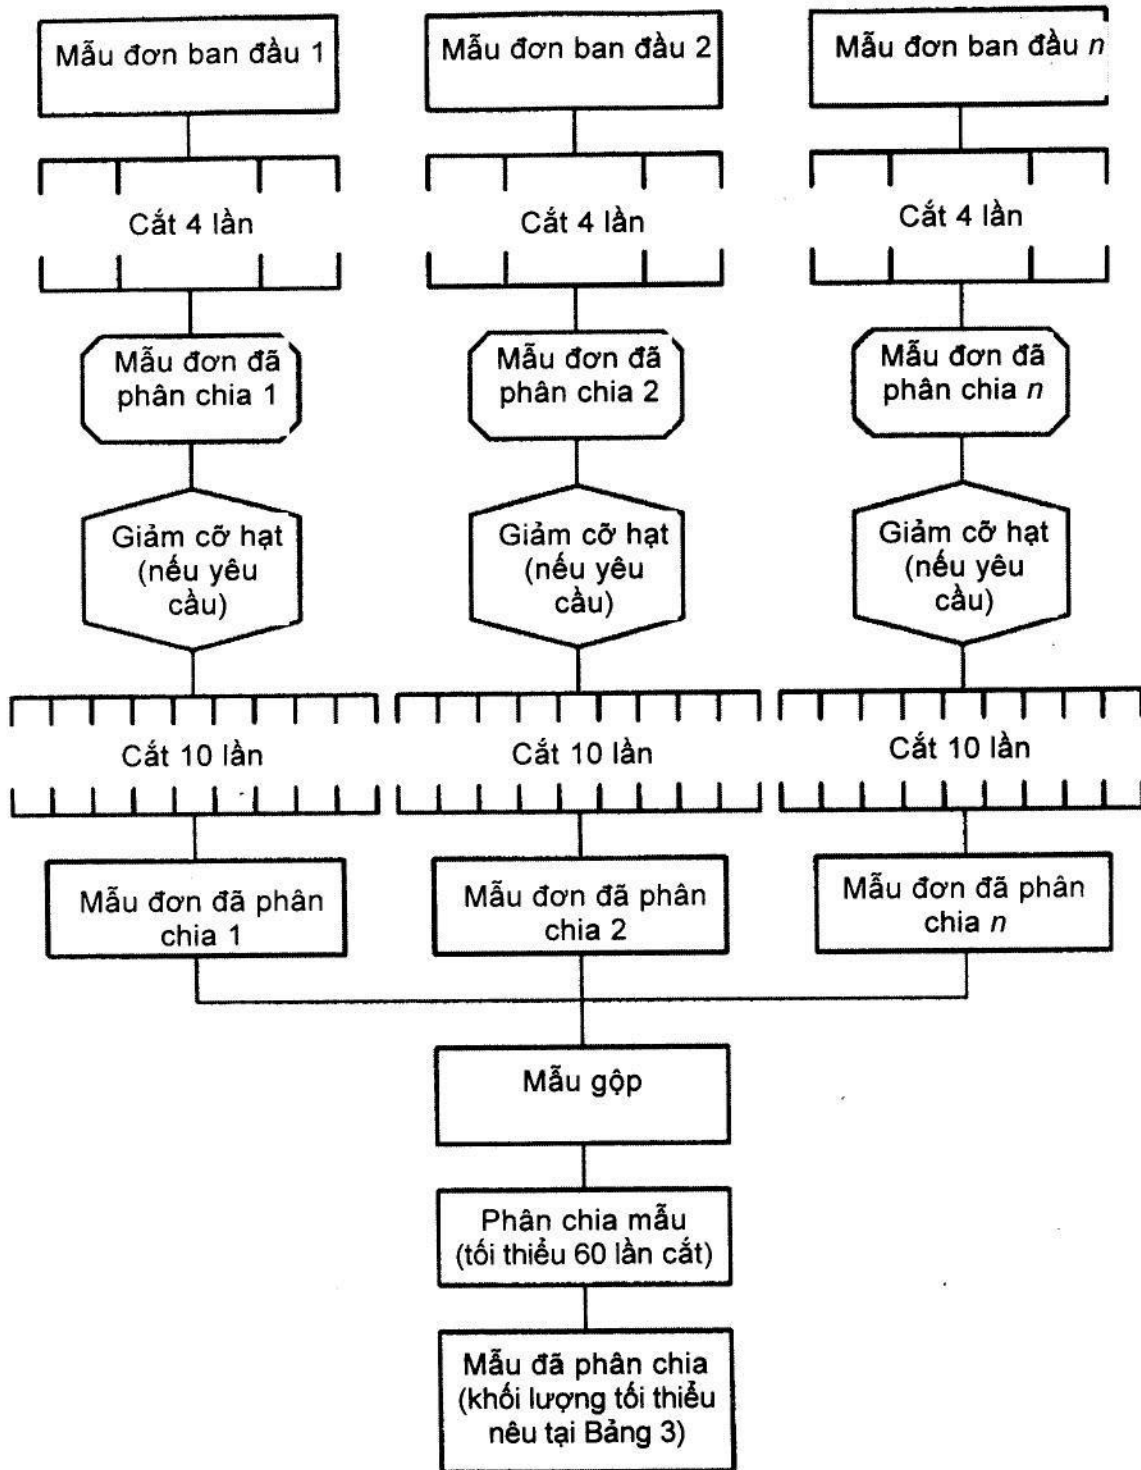 Mẫu đơn ban đầu 1
Mẫu đơn ban đầu 2
Mẫu đơn ban đầu n
Cắt 4 lần
Cắt 4 lần
Cắt 4 lần
Mẫu đơn đã
phân chia 1
Mẫu đơn đã
phân chia 2
Mẫu đơn đã
phân chia n
Giảm cỡ hạt
(nếu yêu
cầu)
Giảm cỡ hạt
(nếu yêu
cầu)
Giảm cỡ hạt
(nếu yêu
cầu)
Cắt 10 lần
Cắt 10 lần
Cắt 10 lần
Mẫu đơn đã phân
chia 1
Mẫu đơn đã phân
chia 2
Mẫu đơn đã phân
chia n
Mẫu gộp
Phân chia mẫu
(tối thiểu 60 lần cắt)
Mẫu đã phân chia
(khối lượng tối thiểu
nêu tại Bảng 3)